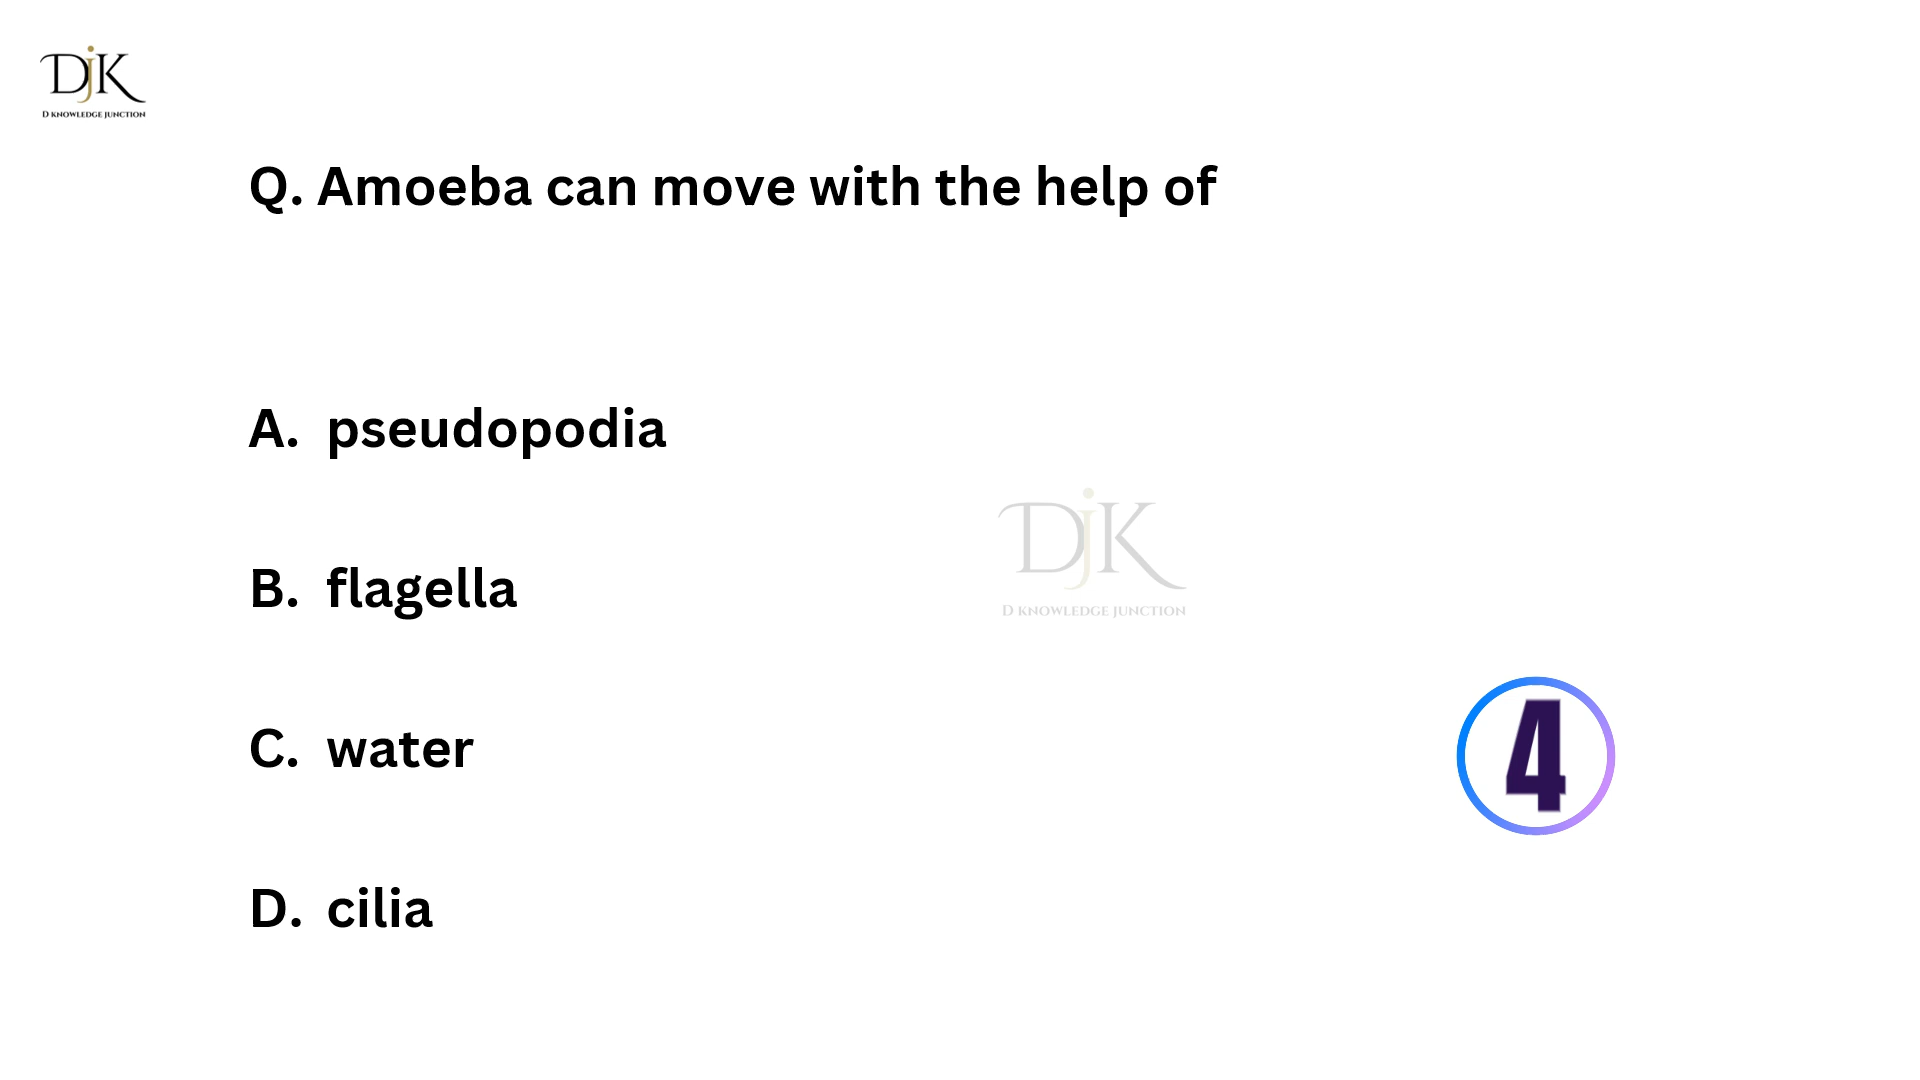 DjK
D KNOWLEDGE JUNCTION
Q. Amoeba can move with the help of
A. pseudopodia
B. flagella
DjK
D KNOWLEDGE JUNCTION
C. water
4
D. cilia